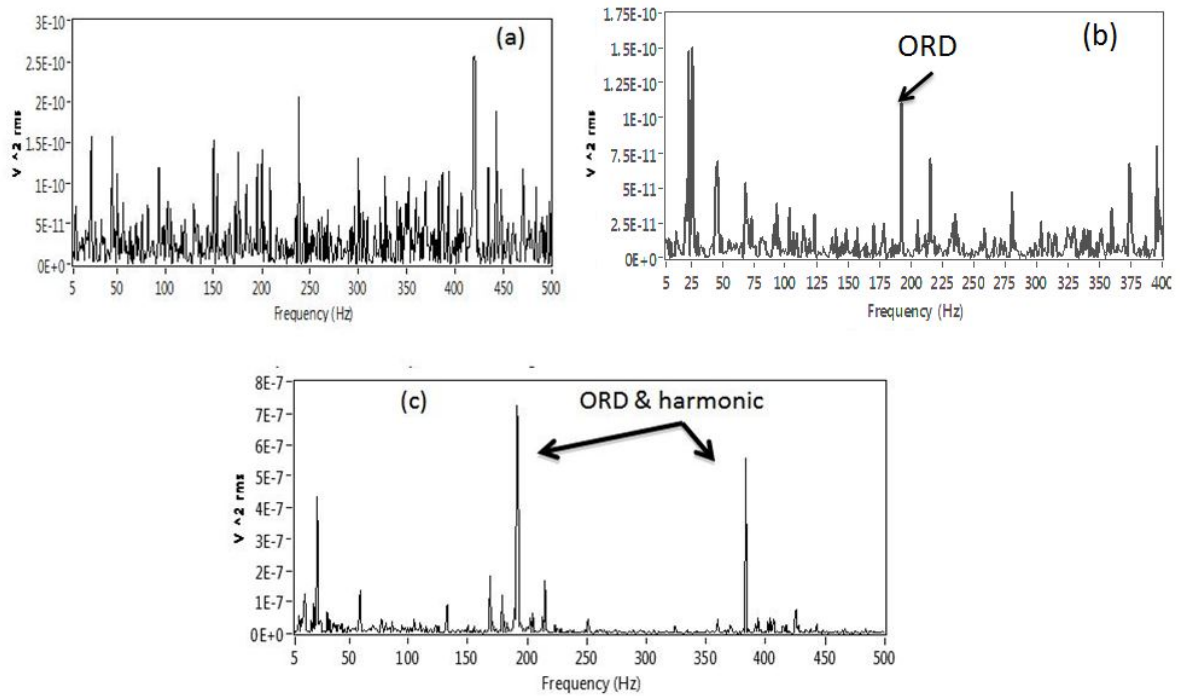 (a)
3E-10
2.5E-10
2E-10
1.5E-10
1E-10
5E-11
0E+0
V ^2 rms
5 50 100 150 200 250 300 350 400 450 500
Frequency (Hz)
(b)
ORD
1.75E-10
1.5E-10
1.25E-10
1E-10
7.5E-11
5E-11
2.5E-11
0E+0
V ^2 rms
5 25 50 75 100 125 150 175 200 225 250 275 300 325 350 375 400
Frequency (Hz)
(c)
ORD & harmonic
8E-7
7E-7
6E-7
5E-7
4E-7
3E-7
2E-7
1E-7
0E+0
V ^2 rms
5 50 100 150 200 250 300 350 400 450 500
Frequency (Hz)